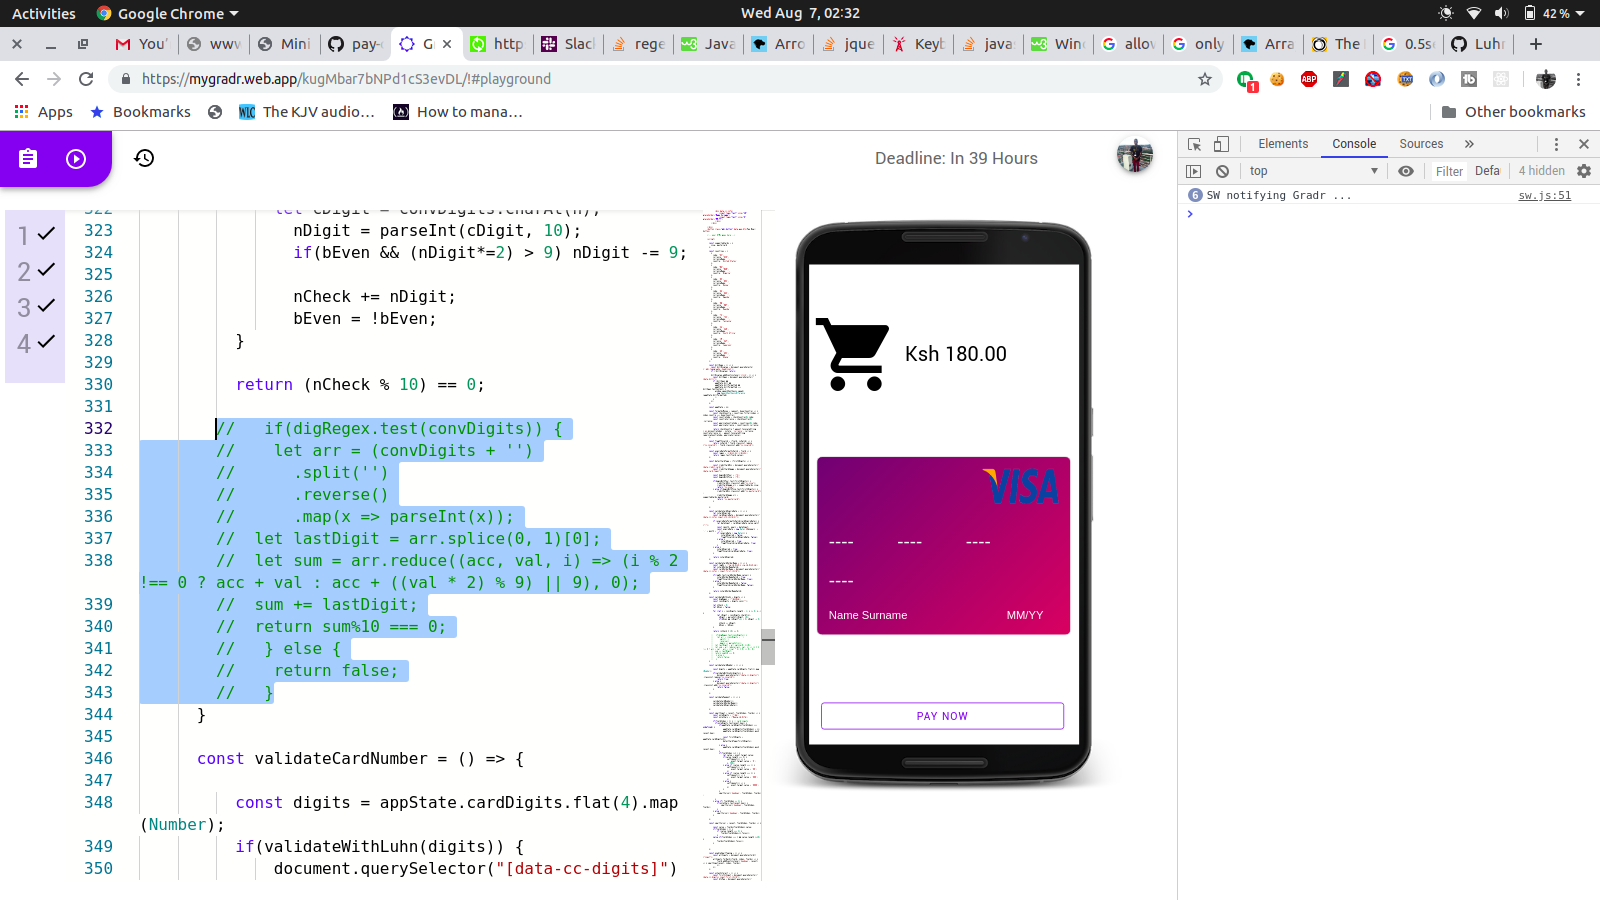 Activities
Google Chrome
Wed Aug 7, 02:32
42 %
You'
www
Mini
pay-
G
http
Slac
rege
Java
Arro
jque
Keyb
javas
Winc
allov
only
Arra
The
0.5s
Luhr
https://mygradr.web.app/kugMbar7bNPd1cS3evDL/!#playground
ABP
1
Apps
Bookmarks
The KJV audio...
How to mana...
Other bookmarks
Deadline: In 39 Hours
Elements
Console
Sources
top
Filter
Defa
4 hidden
6 SW notifying Gradr ...
sw.js:51
1
2
3
4
322 let cDigit = convDigits.charAt(n);
323 nDigit = parseInt(cDigit, 10);
324 if(bEven && (nDigit*=2) > 9) nDigit -= 9;
325
326 nCheck += nDigit;
327 bEven = !bEven;
328 }
329
330 return (nCheck % 10) == 0;
331
332 // if(digRegex.test(convDigits)) {
333 // let arr = (convDigits + '')
334 // .split('')
335 // .reverse()
336 // .map(x => parseInt(x));
337 // let lastDigit = arr.splice(0, 1)[0];
338 // let sum = arr.reduce((acc, val, i) => (i % 2
!== 0 ? acc + val : acc + ((val * 2) % 9) || 9), 0);
339 // sum += lastDigit;
340 // return sum%10 === 0;
341 // } else {
342 // return false;
343 // }
344 }
345
346 const validateCardNumber = () => {
347
348 const digits = appState.cardDigits.flat(4).map
(Number);
349 if(validateWithLuhn(digits)) {
350 document.querySelector("[data-cc-digits]")
Ksh 180.00
VISA
---- ---- ----
----
Name Surname
MM/YY
PAY NOW